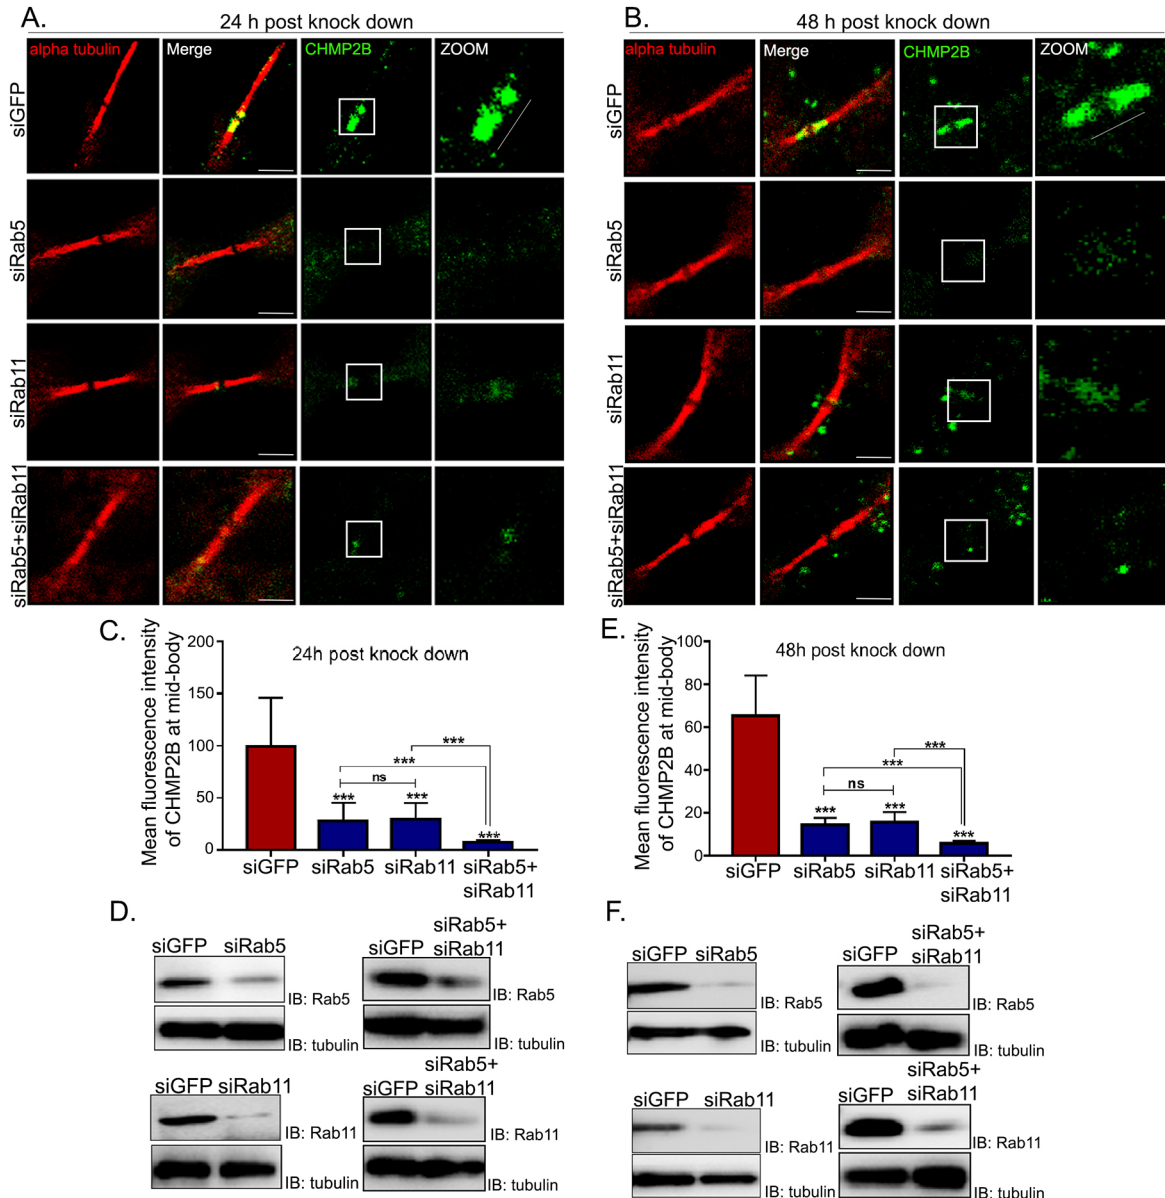 A.
24 h post knock down
alpha tubulin
Merge
CHMP2B
ZOOM
siGFP
siRab5
siRab11
siRab5+siRab11
B.
48 h post knock down
alpha tubulin
Merge
CHMP2B
ZOOM
siGFP
siRab5
siRab11
siRab5+siRab11
C.
24h post knock down
Mean fluorescence intensity
of CHMP2B at mid-body
200
150
100
50
0
***
***
ns
***
***
***
siGFP
siRab5
siRab11
siRab5+
siRab11
E.
48h post knock down
Mean fluorescence intensity
of CHMP2B at mid-body
100
80
60
40
20
0
***
***
ns
***
***
***
siGFP
siRab5
siRab11
siRab5+
siRab11
D.
siGFP siRab5
IB: Rab5
IB: tubulin
siRab5+
siGFP siRab11
IB: Rab5
IB: tubulin
siGFP siRab11
IB: Rab11
IB: tubulin
siRab5+
siGFP siRab11
IB: Rab11
IB: tubulin
F.
siGFP siRab5
IB: Rab5
IB: tubulin
siRab5+
siGFP siRab11
IB: Rab5
IB: tubulin
siGFP siRab11
IB: Rab11
IB: tubulin
siRab5+
siGFP siRab11
IB: Rab11
IB: tubulin